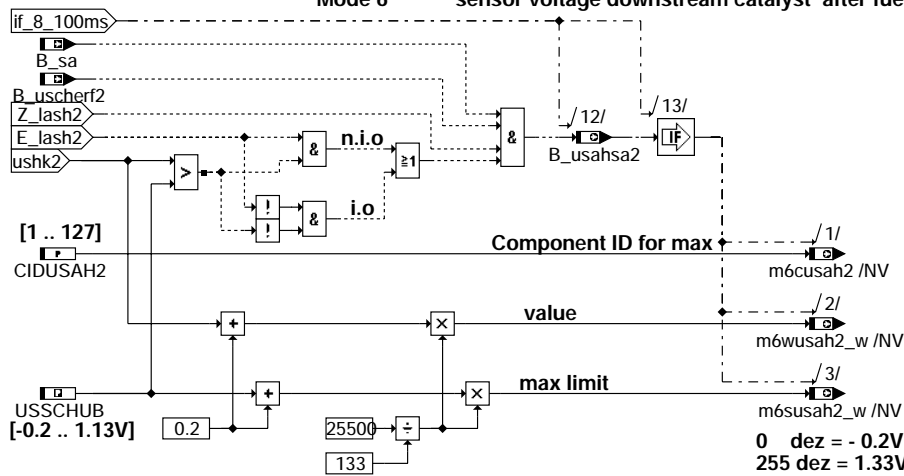 Mode 6 sensor voltage downstream catalyst after fue
if_8_100ms
B_sa
B_uscherf2
Z_lash2
E_lash2
ushk2
/12/
/13/
&
IF
B_usahsa2
n.i.o
&
≥1
>
!
!
&
i.o
[1 .. 127]
P
CIDUSAH2
Component ID for max
/1/
m6cusah2 /NV
+
×
value
/2/
m6wusah2_w /NV
USSCHUB
[-0.2 .. 1.13V]
+
×
max limit
/3/
m6susah2_w /NV
0.2
25500
÷
133
0 dez = - 0.2V
255 dez = 1.33V